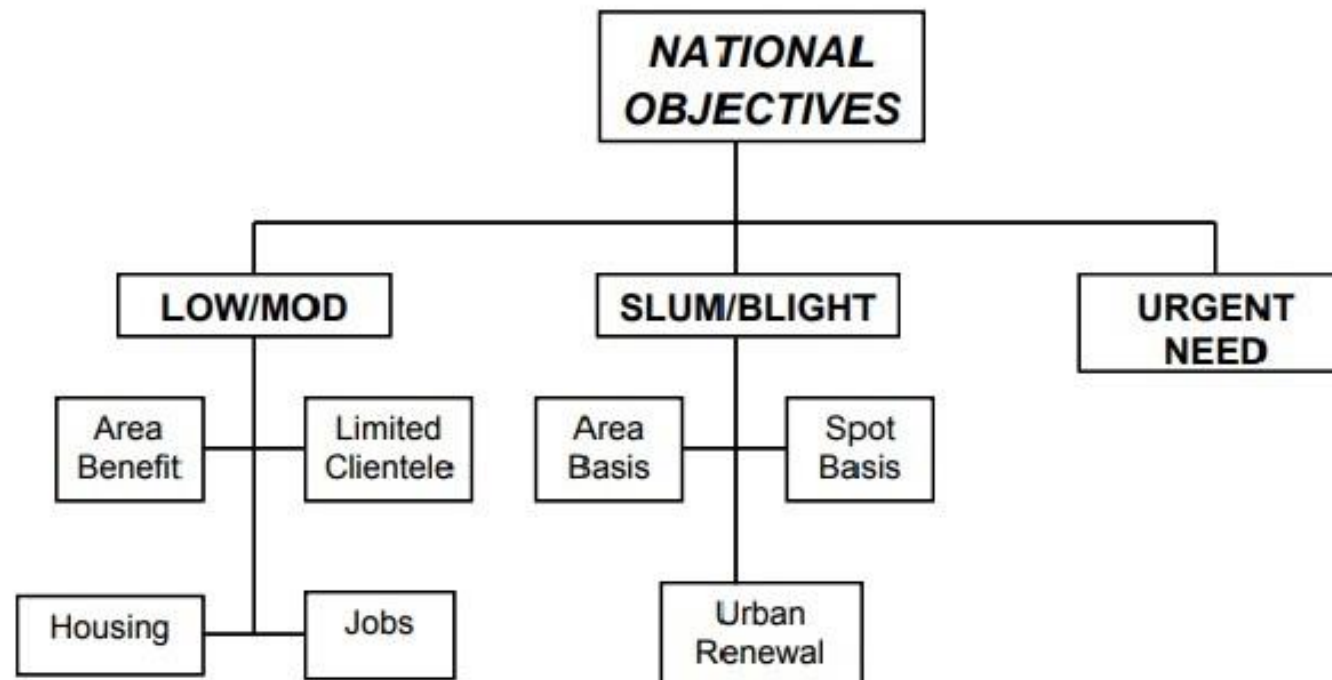 NATIONAL
OBJECTIVES
LOW/MOD
SLUM/BLIGHT
URGENT
NEED
Area
Benefit
Limited
Clientele
Area
Basis
Spot
Basis
Housing
Jobs
Urban
Renewal